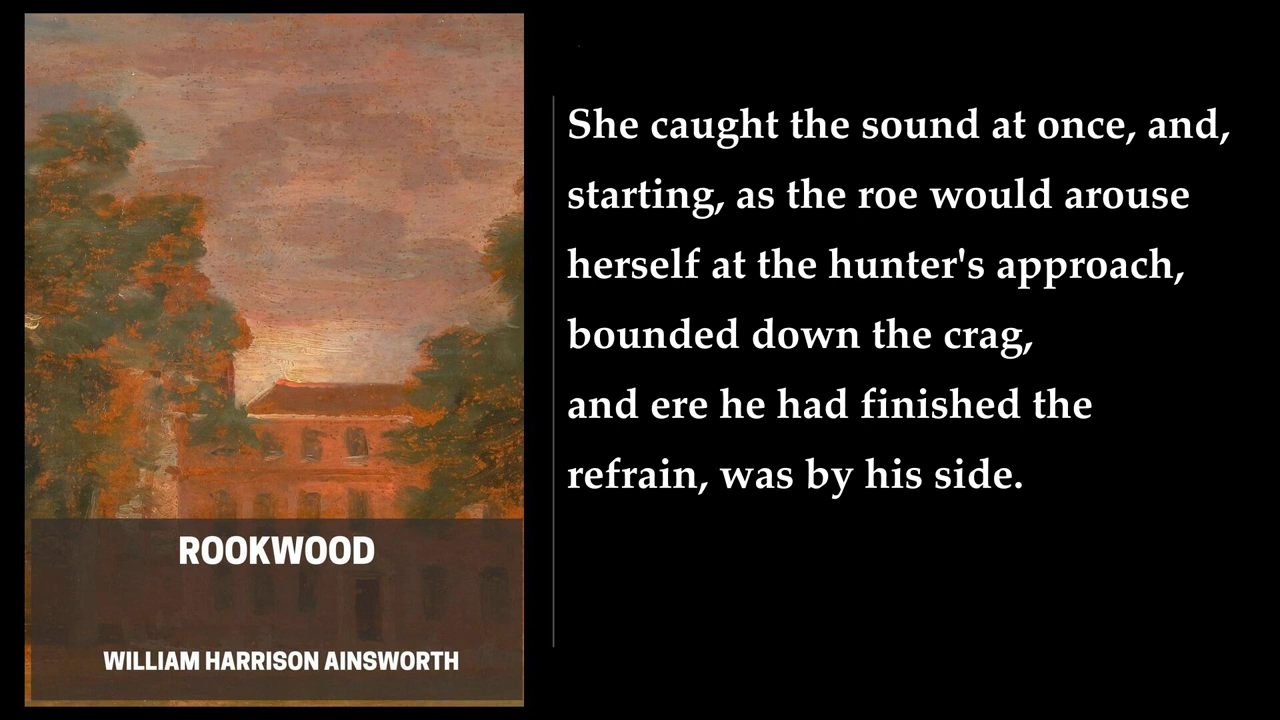 ROOKWOOD
WILLIAM HARRISON AINSWORTH
She caught the sound at once, and,
starting, as the roe would arouse
herself at the hunter's approach,
bounded down the crag,
and ere he had finished the
refrain, was by his side.